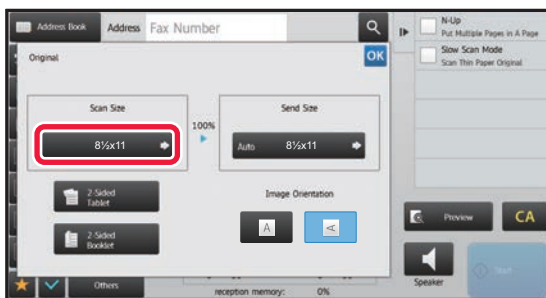 Address Book
Address
Fax Number
N-Up
Put Multiple Pages in A Page
Slow Scan Mode
Scan Thin Paper Original
Original
OK
Scan Size
Send Size
8½x11
100%
Auto 8½x11
2-Sided
Tablet
Image Orientation
A
A
2-Sided
Booklet
Preview
CA
Speaker
Start
Others
reception memory: 0%